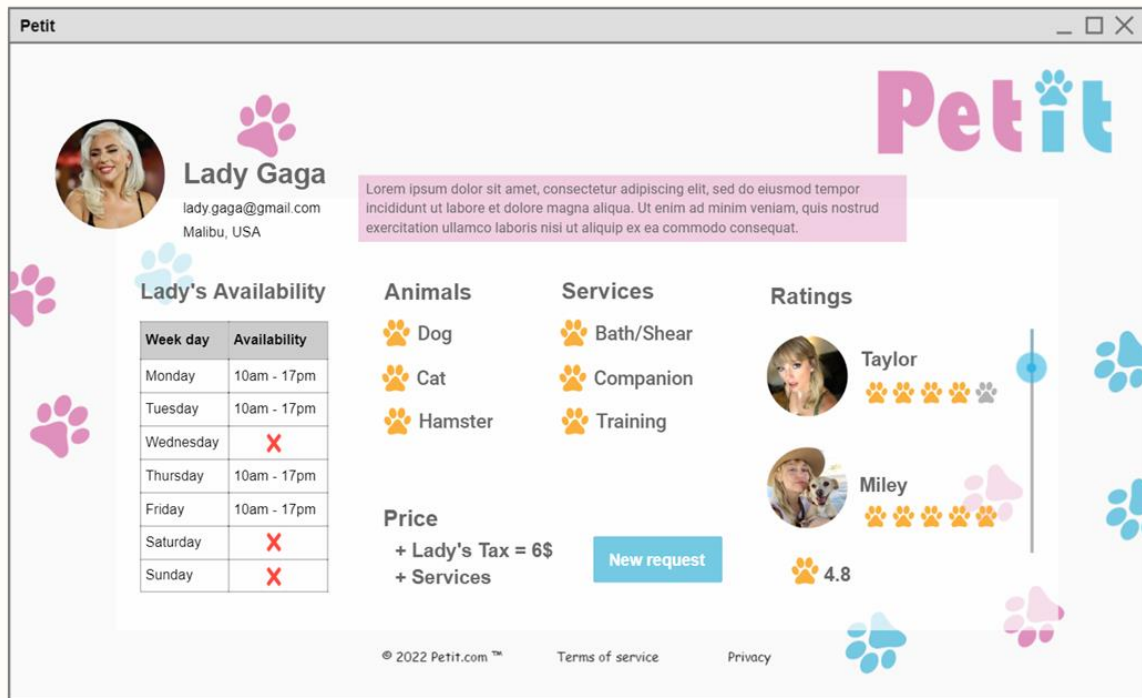 Petit
Petit
Lady Gaga
lady.gaga@gmail.com
Malibu, USA
Lorem ipsum dolor sit amet, consectetur adipiscing elit, sed do eiusmod tempor
incididunt ut labore et dolore magna aliqua. Ut enim ad minim veniam, quis nostrud
exercitation ullamco laboris nisi ut aliquip ex ea commodo consequat.
Lady's Availability
Week day Availability
Monday 10am - 17pm
Tuesday 10am - 17pm
Wednesday
Thursday 10am - 17pm
Friday 10am - 17pm
Saturday
Sunday
Animals
Dog
Cat
Hamster
Services
Bath/Shear
Companion
Training
Price
+ Lady's Tax = 6$
+ Services
New request
Ratings
Taylor
Miley
4.8
© 2022 Petit.com ™ Terms of service Privacy